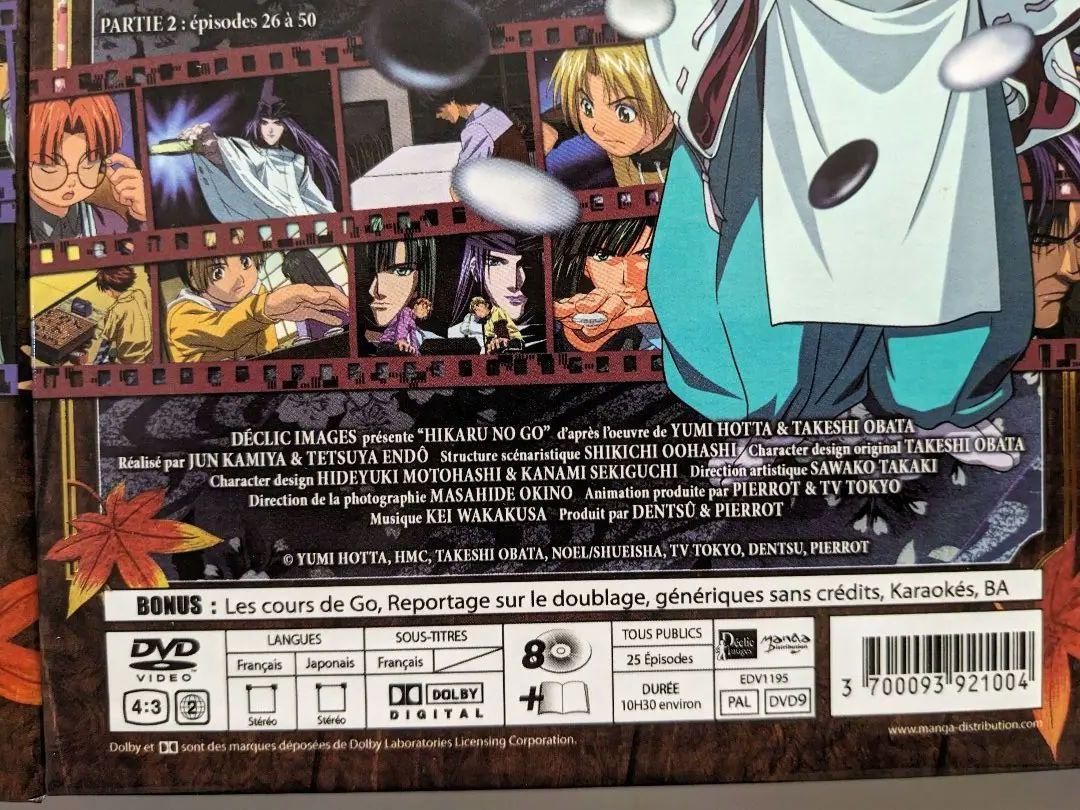 PARTIE 2 : épisodes 26 à 50
DÉCLIC IMAGES présente “HIKARU NO GO” d'après l'oeuvre de YUMI HOTTA & TAKESHI OBATA
Réalisé par JUN KAMIYA & TETSUYA ENDÔ Structure scénaristique SHIKICHI OOHASHI Character design original TAKESHI OBATA
Character design HIDEYUKI MOTOHASHI & KANAMI SEKIGUCHI Direction artistique SAWAKO TAKAKI
Direction de la photographie MASAHIDE OKINO Animation produite par PIERROT & TV TOKYO
Musique KEI WAKAKUSA Produit par DENTSÛ & PIERROT
© YUMI HOTTA, HMC, TAKESHI OBATA, NOEL/SHUEISHA, TV TOKYO, DENTSU, PIERROT
BONUS : Les cours de Go, Reportage sur le doublage, génériques sans crédits, Karaokés, BA
DVD VIDEO
4:3 2
LANGUES
Français Japonais
Stéréo Stéréo
SOUS-TITRES
Français
DOLBY DIGITAL
8
+
TOUS PUBLICS
25 Épisodes
DURÉE
10H30 environ
Déclic Images Manga Distribution
EDV1195
PAL DVD9
3 700093 921004
www.manga-distribution.com
Dolby et DD sont des marques déposées de Dolby Laboratories Licensing Corporation.